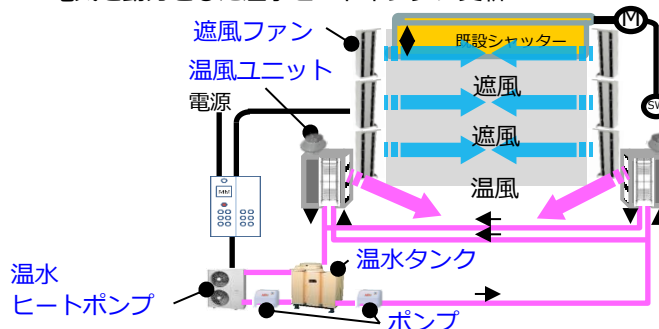 遮風ファン
既設シャッター
M
温風ユニット
遮風
電源
SW
遮風
温風
MM
温水タンク
温水
ヒートポンプ
ポンプ